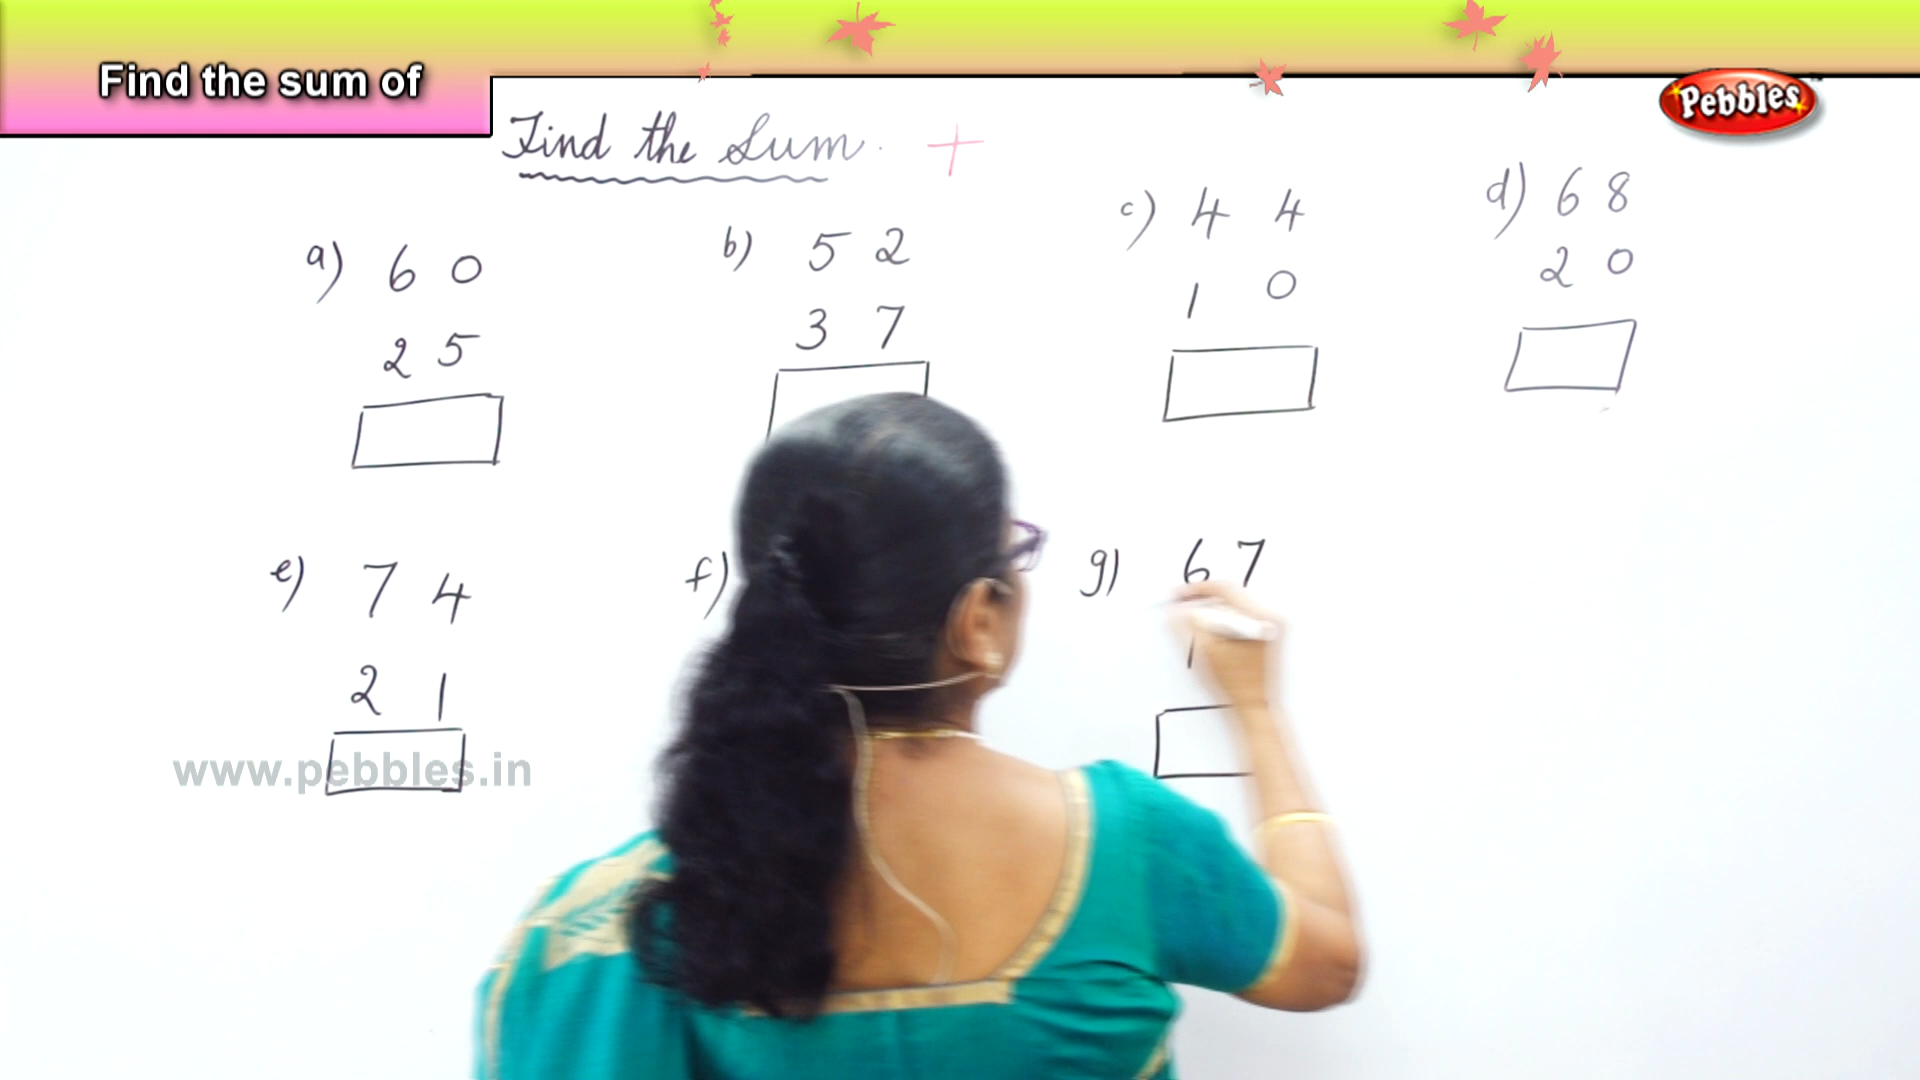 Find the sum of
Pebbles
Find the Sum. +
a) 6 0
2 5
b) 5 2
3 7
c) 4 4
1 0
d) 6 8
2 0
e) 7 4
2 1
f)
g) 6 7
1
www.pebbles.in